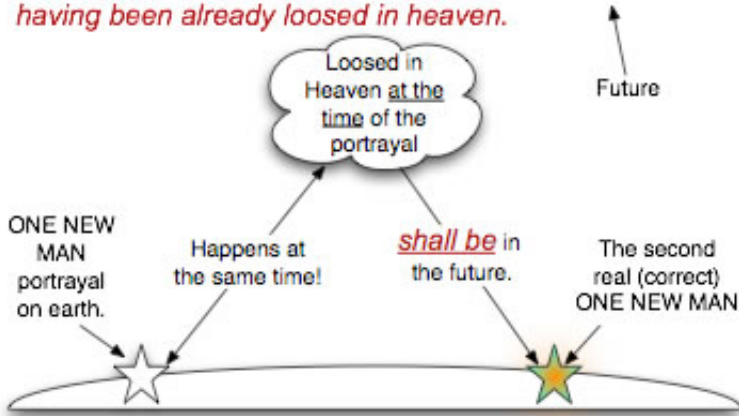 having been already loosed in heaven.
Loosed in
Heaven at the
time of the
portrayal
Future
ONE NEW
MAN
portrayal
on earth.
Happens at
the same time!
shall be in
the future.
The second
real (correct)
ONE NEW MAN